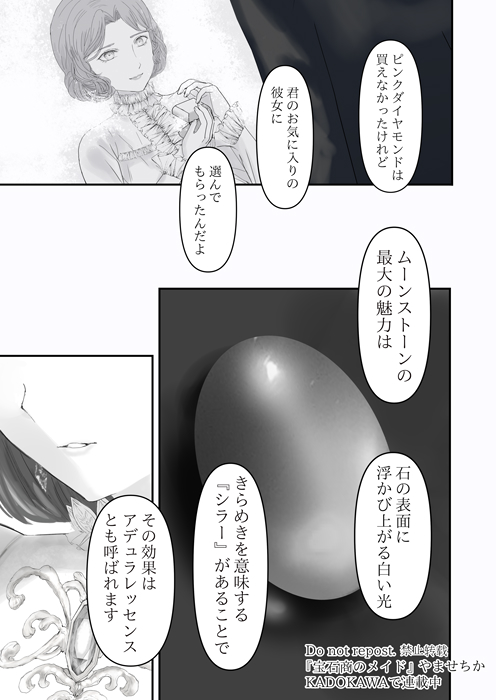 ピンクダイヤモンドは
買えなかったけれど
君のお気に入りの
彼女に
選んで
もらったんだよ
ムーンストーンの
最大の魅力は
石の表面に
浮かび上がる白い光
きらめきを意味する
『シラー』があることで
その効果は
アデュラレッセンス
とも呼ばれます
Do not repost. 禁止转载
『宝石商のメイド』やませちか
KADOKAWAで連載中